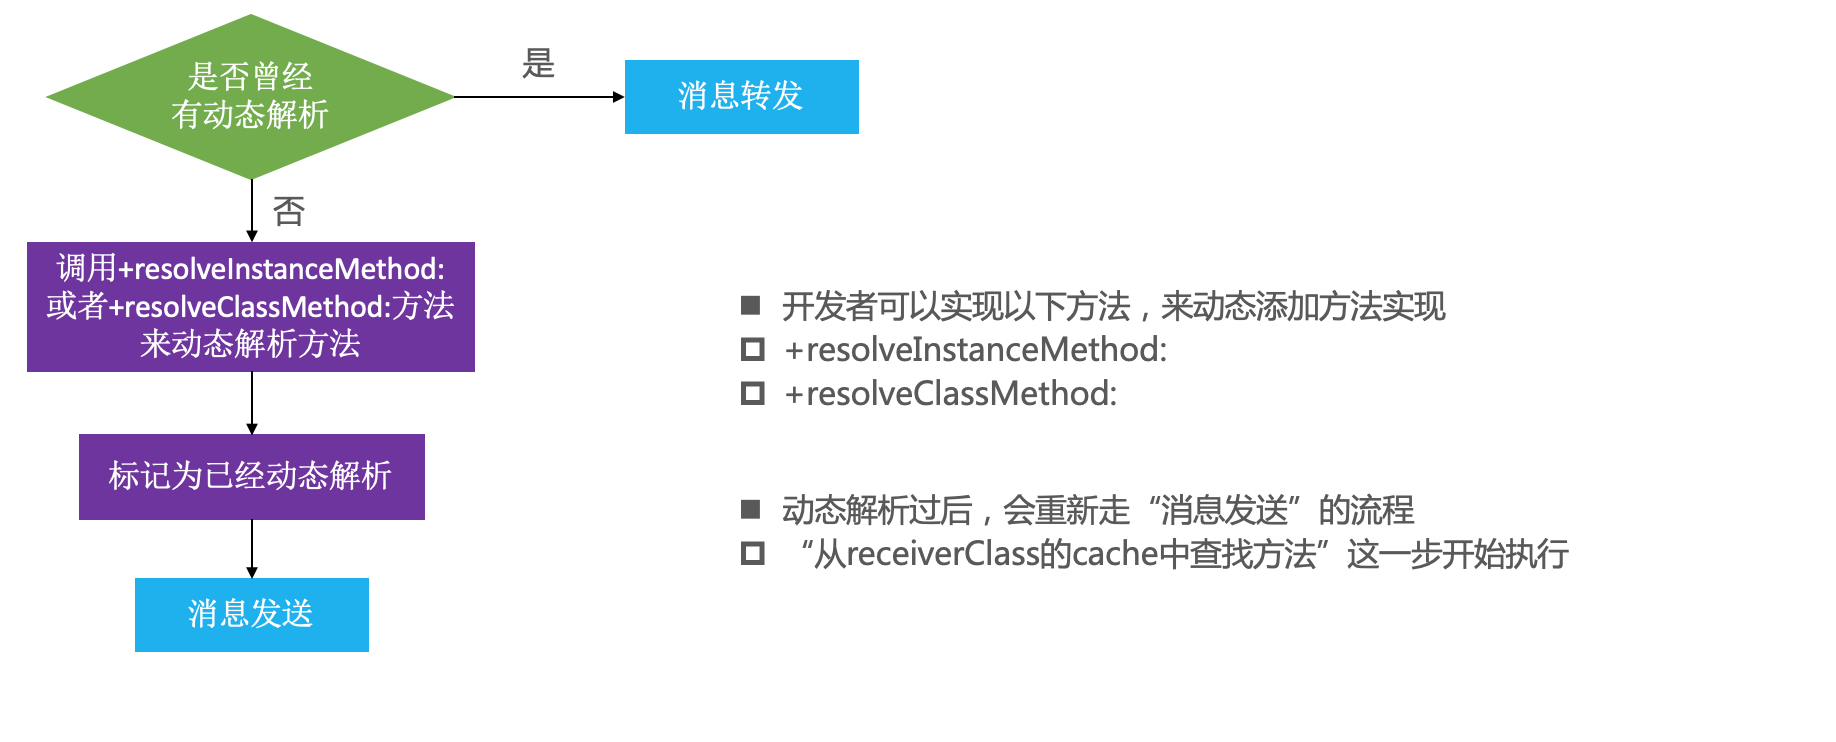 是否曾经
有动态解析
是
消息转发
否
调用+resolveInstanceMethod:
或者+resolveClassMethod:方法
来动态解析方法
标记为已经动态解析
消息发送
开发者可以实现以下方法，来动态添加方法实现
+resolveInstanceMethod:
+resolveClassMethod:
动态解析过后，会重新走“消息发送”的流程
“从receiverClass的cache中查找方法”这一步开始执行